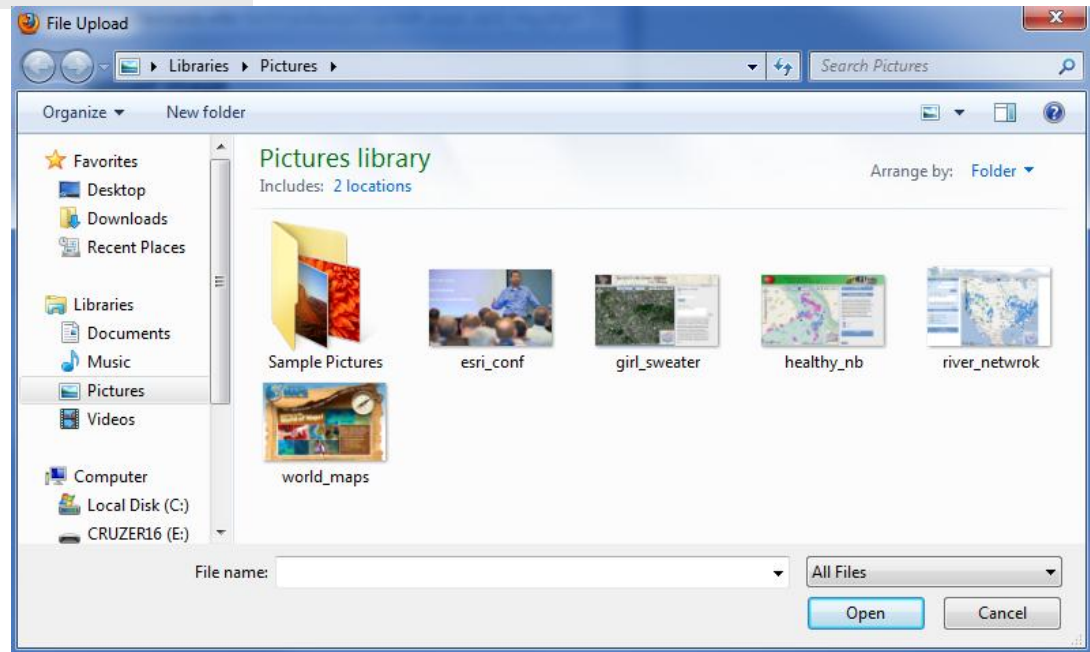 File Upload
Libraries Pictures
Search Pictures
Organize New folder
Favorites
Desktop
Downloads
Recent Places
Libraries
Documents
Music
Pictures
Videos
Computer
Local Disk (C:)
CRUZER16 (E:)
Pictures library
Includes: 2 locations
Arrange by: Folder
Sample Pictures
esri_conf
girl_sweater
healthy_nb
river_netwrok
world_maps
File name:
All Files
Open Cancel